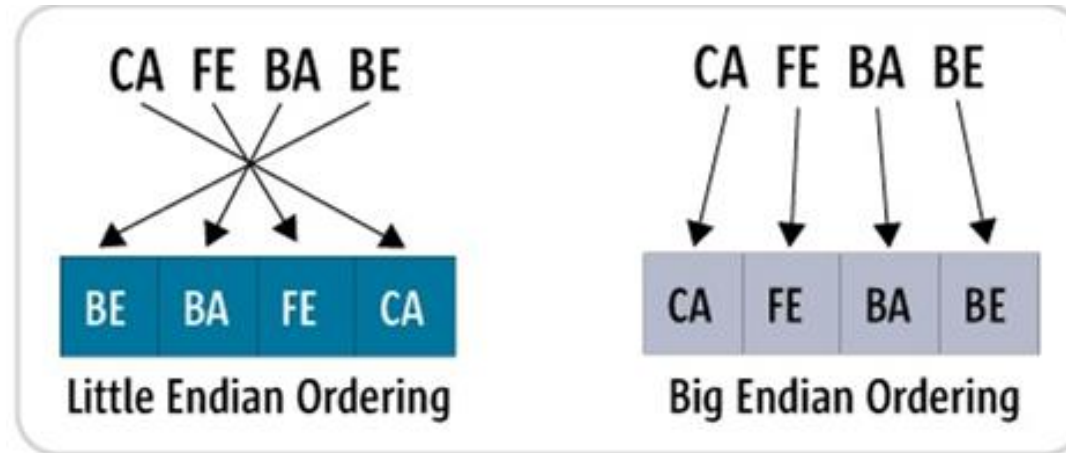 CA FE BA BE
BE BA FE CA
Little Endian Ordering
CA FE BA BE
CA FE BA BE
Big Endian Ordering